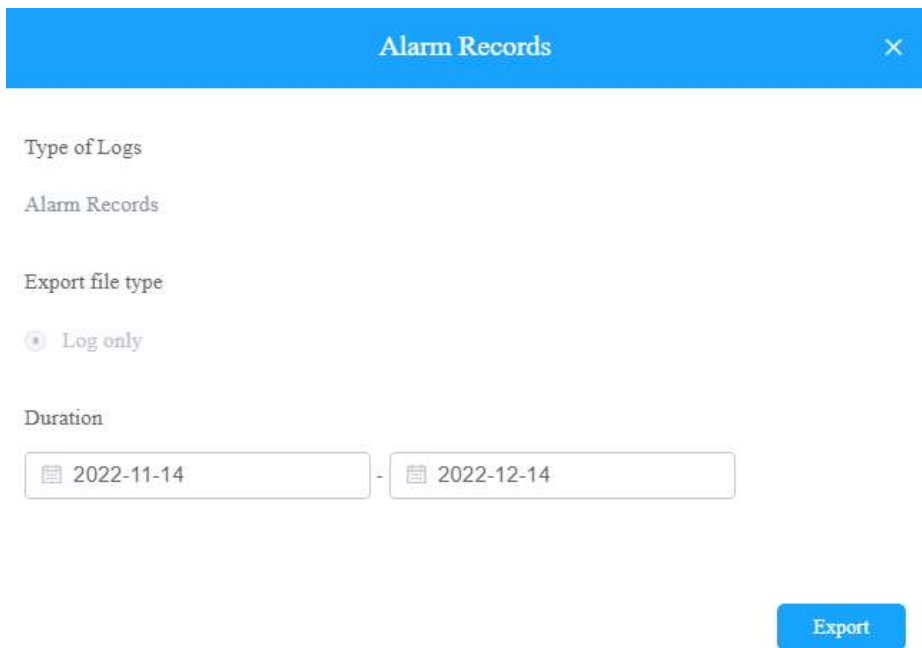 Alarm Records
Type of Logs
Alarm Records
Export file type
Log only
Duration
2022-11-14 - 2022-12-14
Export